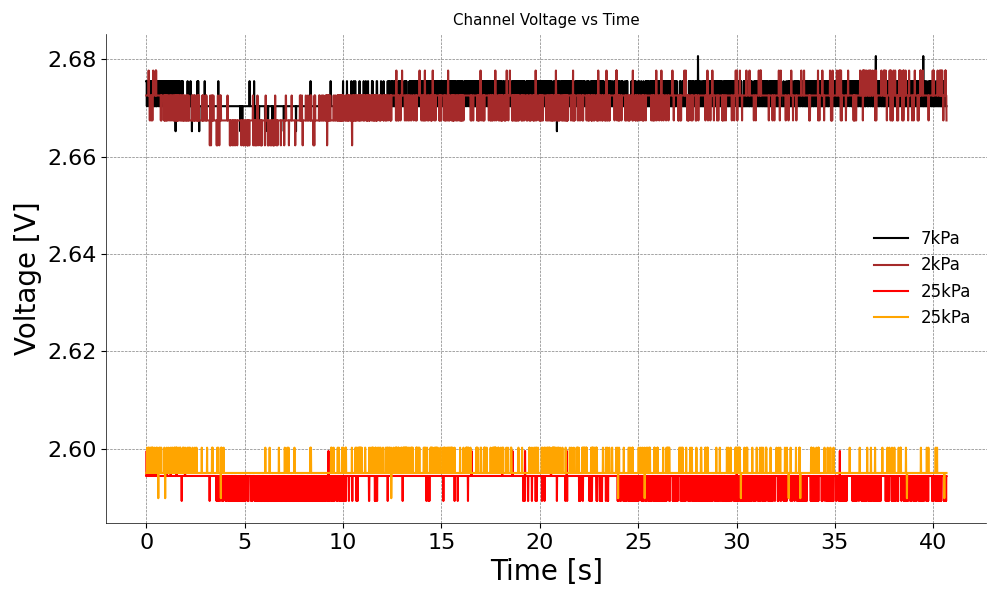 Channel Voltage vs Time
Voltage [V]
2.68
2.66
2.64
2.62
2.60
7kPa
2kPa
25kPa
25kPa
0 5 10 15 20 25 30 35 40
Time [s]